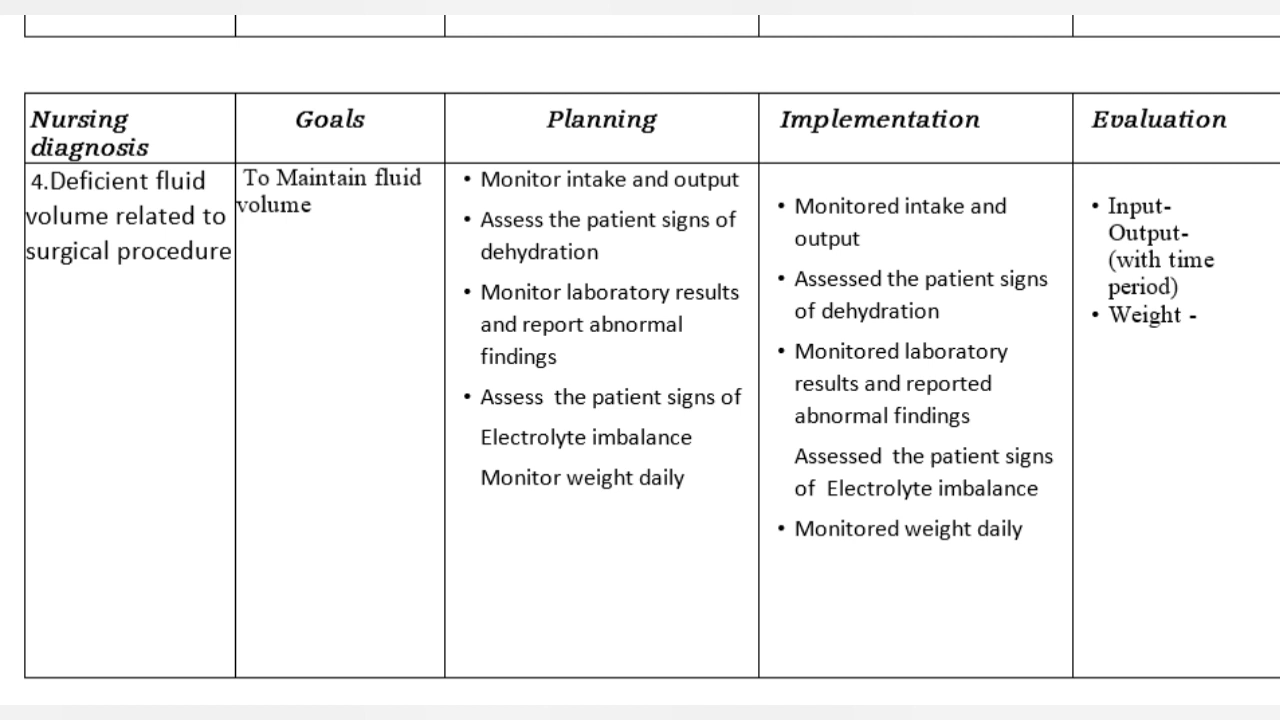 Nursing
diagnosis
Goals
Planning
Implementation
Evaluation
4.Deficient fluid
volume related to
surgical procedure
To Maintain fluid
volume
• Monitor intake and output
• Assess the patient signs of
dehydration
• Monitor laboratory results
and report abnormal
findings
• Assess the patient signs of
Electrolyte imbalance
Monitor weight daily
• Monitored intake and
output
• Assessed the patient signs
of dehydration
• Monitored laboratory
results and reported
abnormal findings
Assessed the patient signs
of Electrolyte imbalance
• Monitored weight daily
• Input-
Output-
(with time
period)
• Weight -